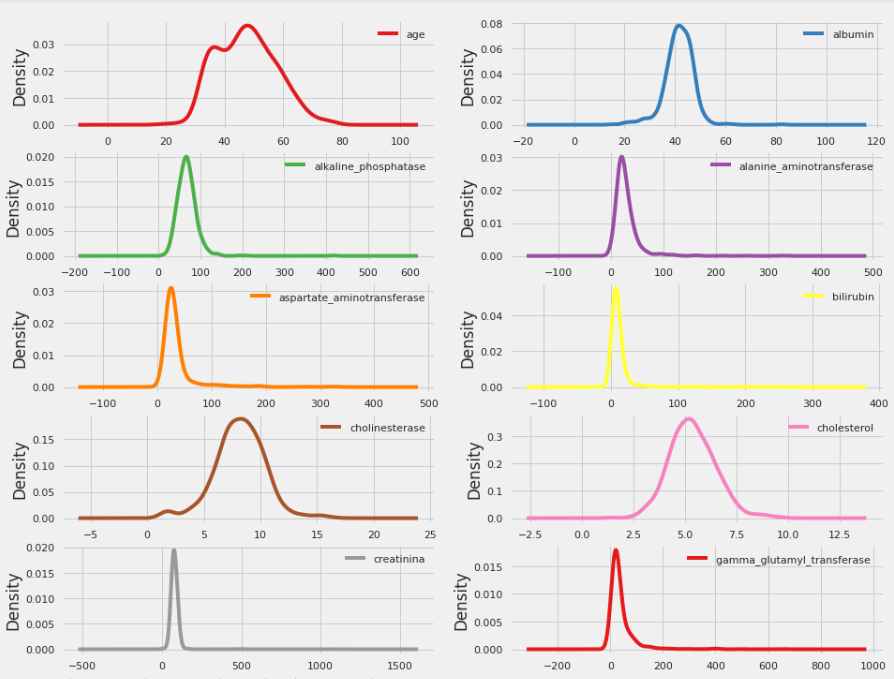 Density
0.03
0.02
0.01
0.00
age
0 20 40 60 80 100
Density
0.08
0.06
0.04
0.02
0.00
albumin
−20 0 20 40 60 80 100 120
Density
0.020
0.015
0.010
0.005
0.000
alkaline_phosphatase
−200 −100 0 100 200 300 400 500 600
Density
0.03
0.02
0.01
0.00
alanine_aminotransferase
−100 0 100 200 300 400 500
Density
0.03
0.02
0.01
0.00
aspartate_aminotransferase
−100 0 100 200 300 400 500
Density
0.04
0.02
0.00
bilirubin
−100 0 100 200 300 400
Density
0.15
0.10
0.05
0.00
cholinesterase
−5 0 5 10 15 20 25
Density
0.3
0.2
0.1
0.0
cholesterol
−2.5 0.0 2.5 5.0 7.5 10.0 12.5
Density
0.020
0.015
0.010
0.005
0.000
creatinina
−500 0 500 1000 1500
Density
0.015
0.010
0.005
0.000
gamma_glutamyl_transferase
−200 0 200 400 600 800 1000